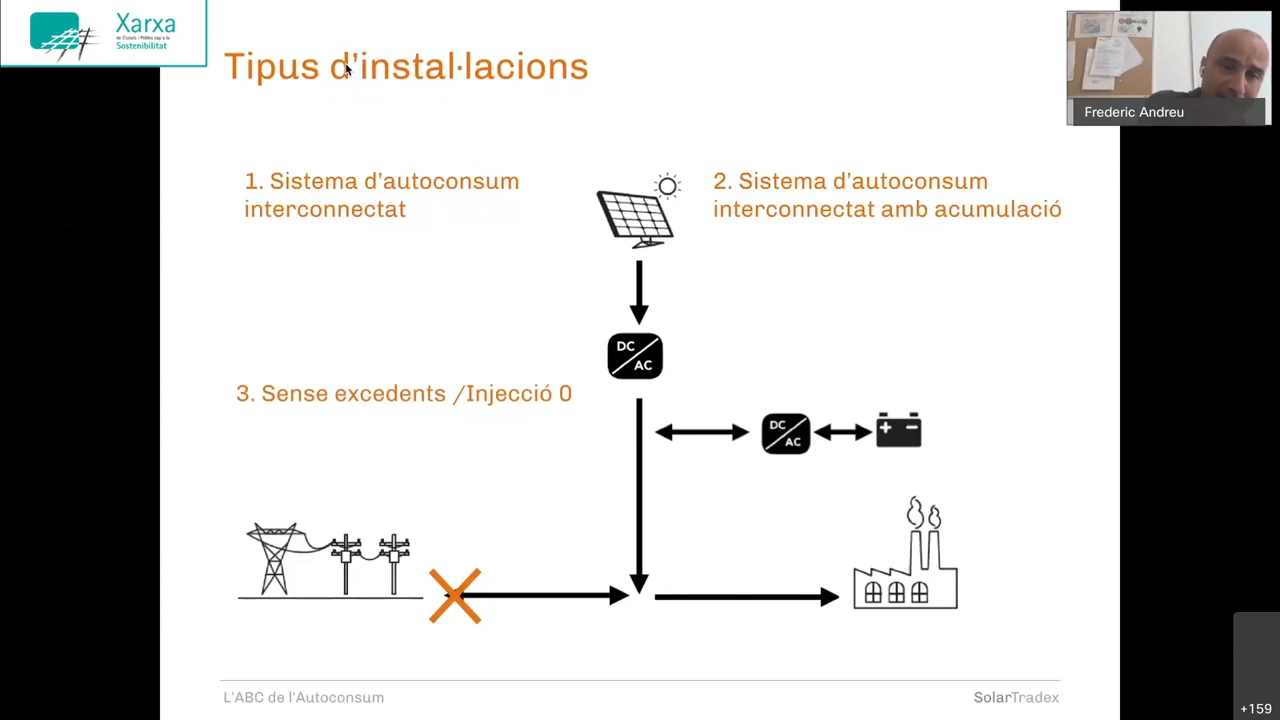 Xarxa
de Ciutats i Pobles cap a la
Sostenibilitat
Tipus d'instal·lacions
Frederic Andreu
1. Sistema d'autoconsum
interconnectat
2. Sistema d'autoconsum
interconnectat amb acumulació
DC
AC
3. Sense excedents /Injecció 0
DC
AC
+ −
L'ABC de l'Autoconsum
SolarTradex
+159